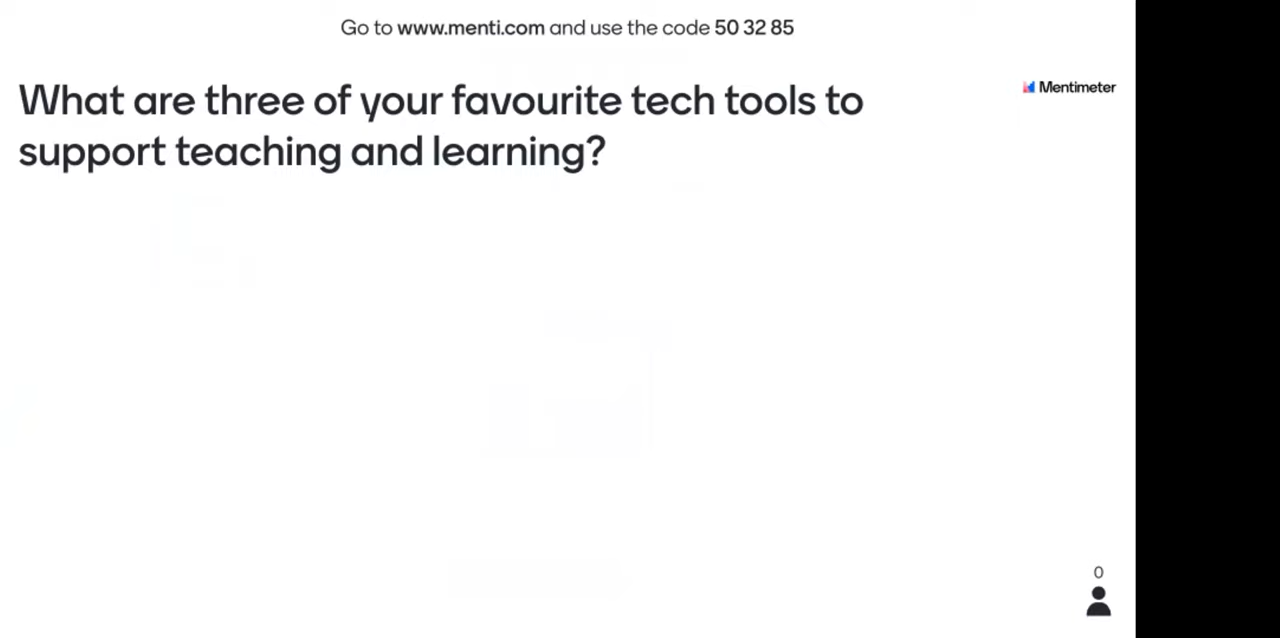 Go to www.menti.com and use the code 50 32 85
Mentimeter
What are three of your favourite tech tools to
support teaching and learning?
0